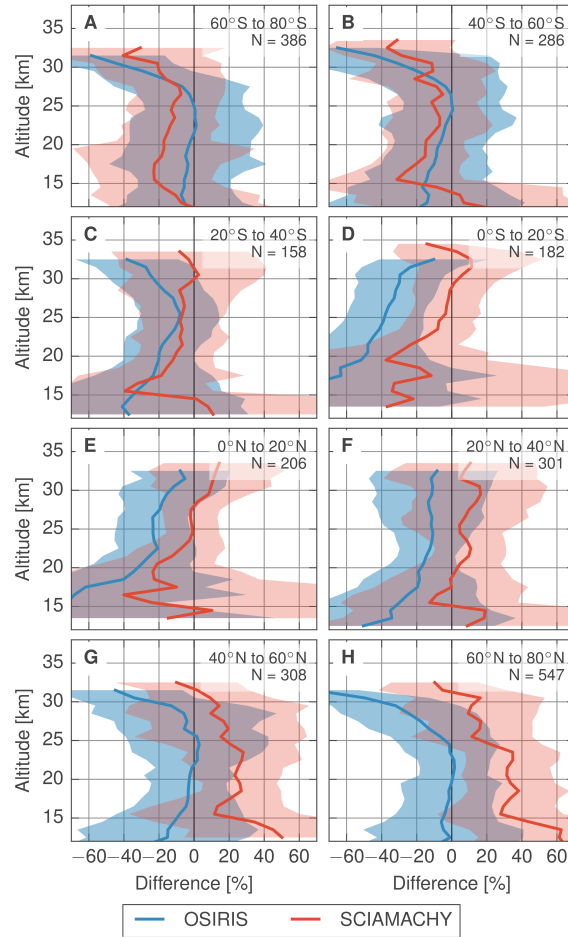 A 60°S to 80°S
N = 386
B 40°S to 60°S
N = 286
Altitude [km]
35
30
25
20
15
C 20°S to 40°S
N = 158
D 0°S to 20°S
N = 182
Altitude [km]
35
30
25
20
15
E 0°N to 20°N
N = 206
F 20°N to 40°N
N = 301
Altitude [km]
35
30
25
20
15
G 40°N to 60°N
N = 308
H 60°N to 80°N
N = 547
Altitude [km]
35
30
25
20
15
−60 −40 −20 0 20 40 60
−60 −40 −20 0 20 40 60
Difference [%]
Difference [%]
OSIRIS SCIAMACHY